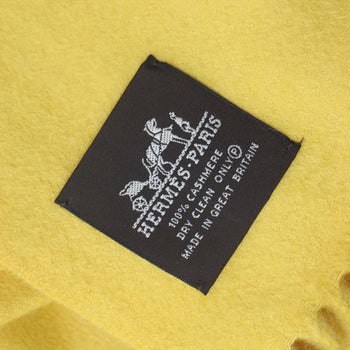 HERMÈS-PARIS
100% CASHMERE
DRY CLEAN ONLY Ⓟ
MADE IN GREAT BRITAIN